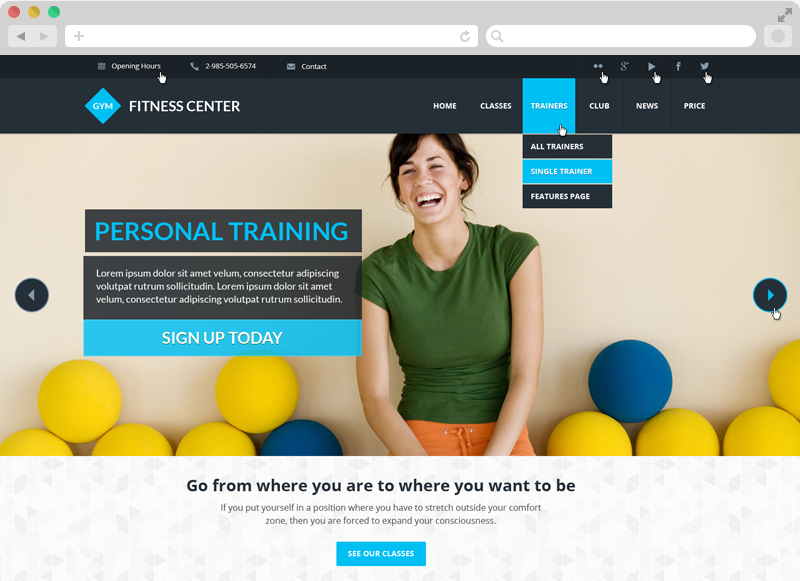 Opening Hours
2-985-505-6574
Contact
GYM
FITNESS CENTER
HOME
CLASSES
TRAINERS
CLUB
NEWS
PRICE
ALL TRAINERS
SINGLE TRAINER
FEATURES PAGE
PERSONAL TRAINING
Lorem ipsum dolor sit amet velum, consectetur adipiscing
volutpat rutrum sollicitudin. Lorem ipsum dolor sit amet
velum, consectetur adipiscing volutpat rutrum sollicitudin.
SIGN UP TODAY
Go from where you are to where you want to be
If you put yourself in a position where you have to stretch outside your comfort
zone, then you are forced to expand your consciousness.
SEE OUR CLASSES